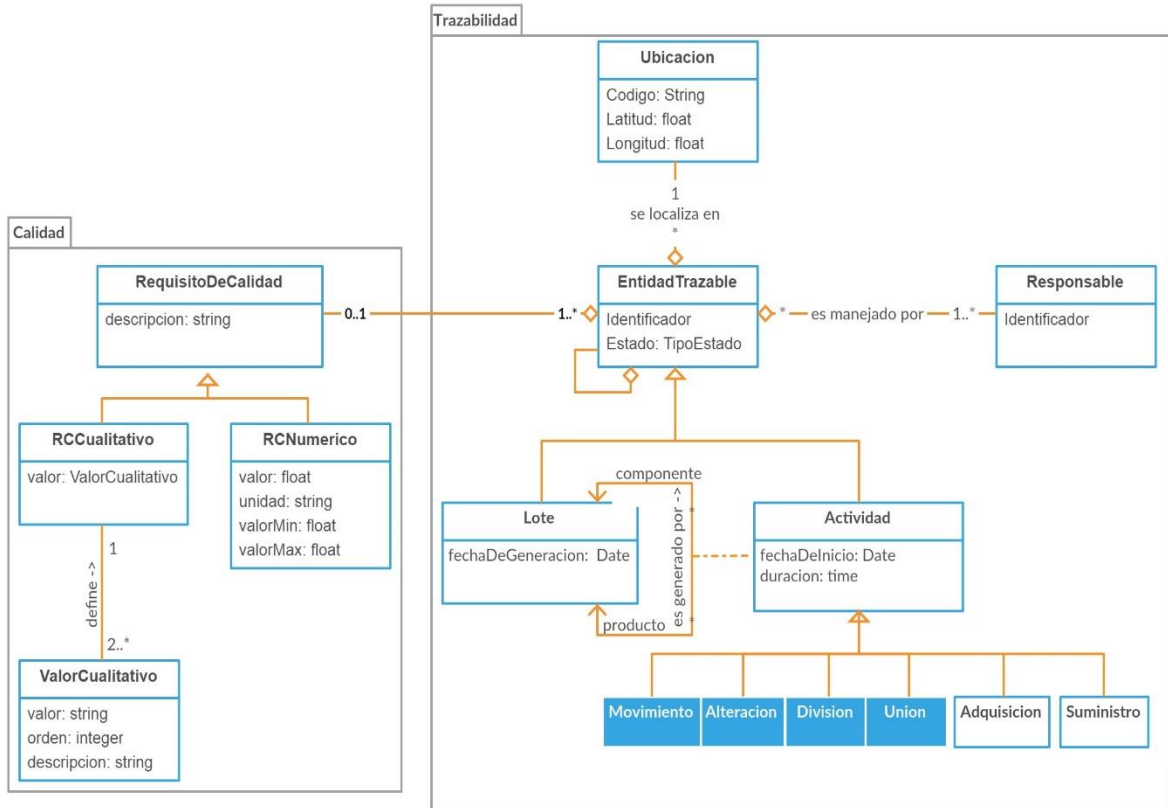 Trazabilidad
Ubicacion
Codigo: String
Latitud: float
Longitud: float
1
se localiza en
*
Calidad
RequisitoDeCalidad
descripcion: string
0..1
1..*
EntidadTrazable
Identificador
Estado: TipoEstado
* es manejado por 1..*
Responsable
Identificador
RCCualitativo
valor: ValorCualitativo
RCNumerico
valor: float
unidad: string
valorMin: float
valorMax: float
1
define ->
2..*
ValorCualitativo
valor: string
orden: integer
descripcion: string
componente
*
Lote
fechaDeGeneracion: Date
es generado por ->
producto
*
Actividad
fechaDeInicio: Date
duracion: time
Movimiento
Alteracion
Division
Union
Adquisicion
Suministro